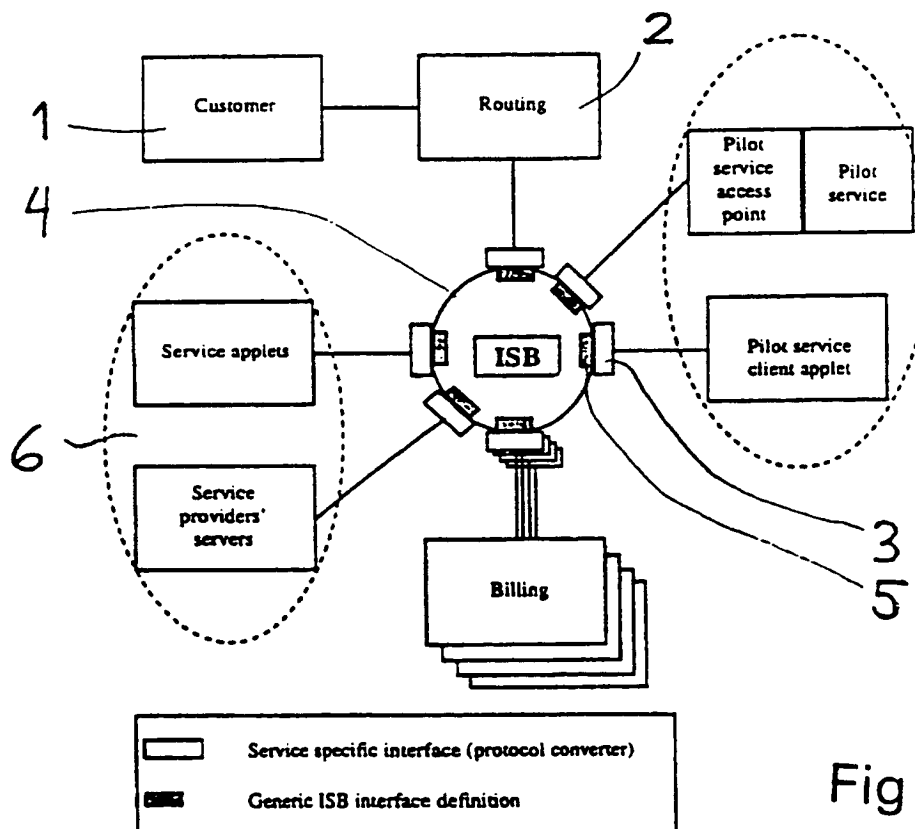 2
1
Customer
Routing
Pilot
service
access
point
Pilot
service
4
ISB
Service applets
Pilot service
client applet
6
Service
providers'
servers
3
Billing
5
Service specific interface (protocol converter)
Generic ISB interface definition
Fig